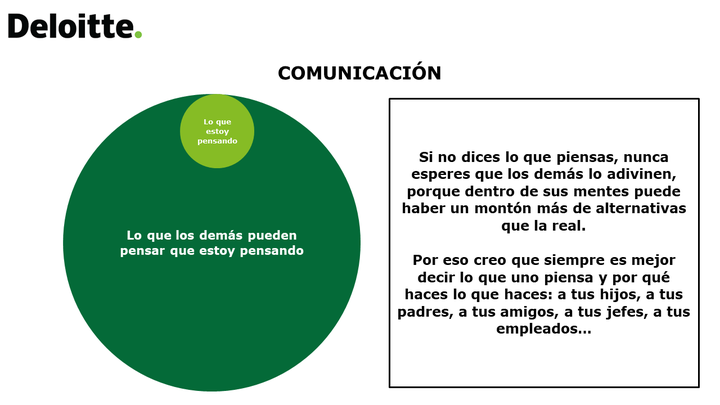 Deloitte.
COMUNICACIÓN
Lo que
estoy
pensando
Lo que los demás pueden
pensar que estoy pensando
Si no dices lo que piensas, nunca
esperes que los demás lo adivinen,
porque dentro de sus mentes puede
haber un montón más de alternativas
que la real.
Por eso creo que siempre es mejor
decir lo que uno piensa y por qué
haces lo que haces: a tus hijos, a tus
padres, a tus amigos, a tus jefes, a tus
empleados...